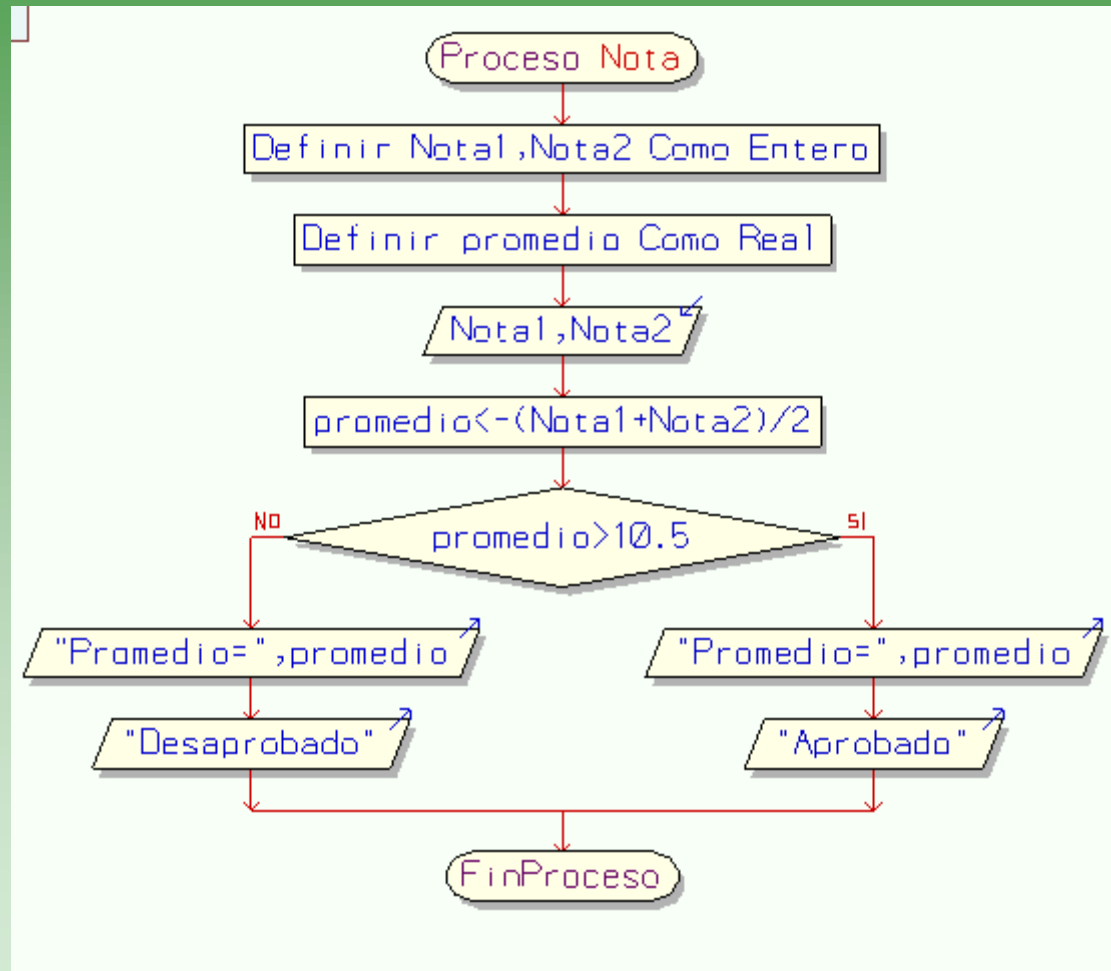 Proceso Nota
Definir Nota1,Nota2 Como Entero
Definir promedio Como Real
Nota1,Nota2
promedio<-(Nota1+Nota2)/2
promedio>10.5
NO
SI
"Promedio=",promedio
"Promedio=",promedio
"Desaprobado"
"Aprobado"
FinProceso